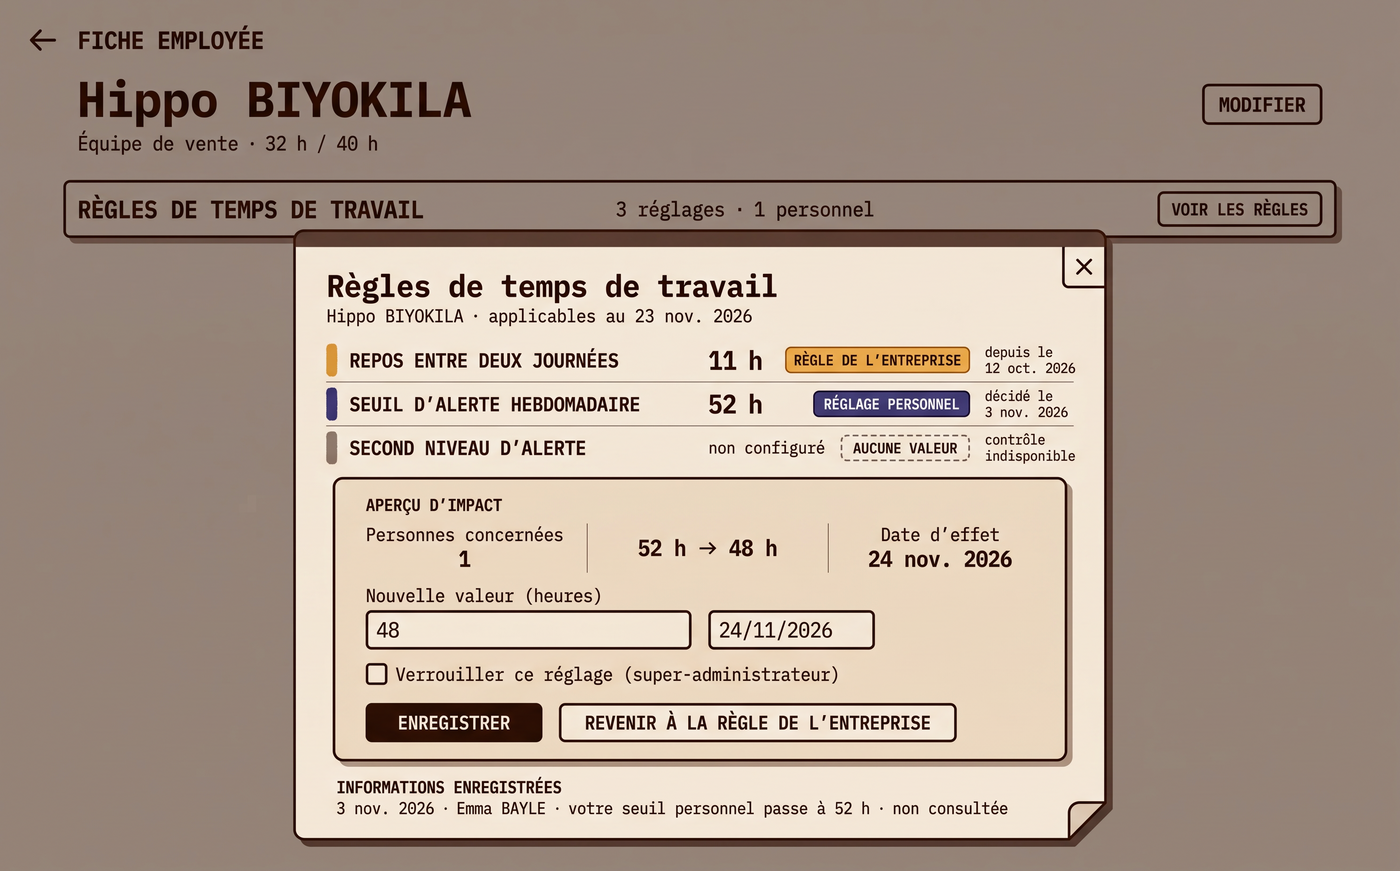 ← FICHE EMPLOYÉE
Hippo BIYOKILA
MODIFIER
Équipe de vente · 32 h / 40 h
RÈGLES DE TEMPS DE TRAVAIL
3 réglages · 1 personnel
VOIR LES RÈGLES
Règles de temps de travail
Hippo BIYOKILA · applicables au 23 nov. 2026
REPOS ENTRE DEUX JOURNÉES 11 h RÈGLE DE L’ENTREPRISE depuis le
12 oct. 2026
SEUIL D’ALERTE HEBDOMADAIRE 52 h RÉGLAGE PERSONNEL décidé le
3 nov. 2026
SECOND NIVEAU D’ALERTE non configuré AUCUNE VALEUR contrôle
indisponible
APERÇU D’IMPACT
Personnes concernées
1
52 h → 48 h
Date d’effet
24 nov. 2026
Nouvelle valeur (heures)
48
24/11/2026
Verrouiller ce réglage (super-administrateur)
ENREGISTRER
REVENIR À LA RÈGLE DE L’ENTREPRISE
INFORMATIONS ENREGISTRÉES
3 nov. 2026 · Emma BAYLE · votre seuil personnel passe à 52 h · non consultée